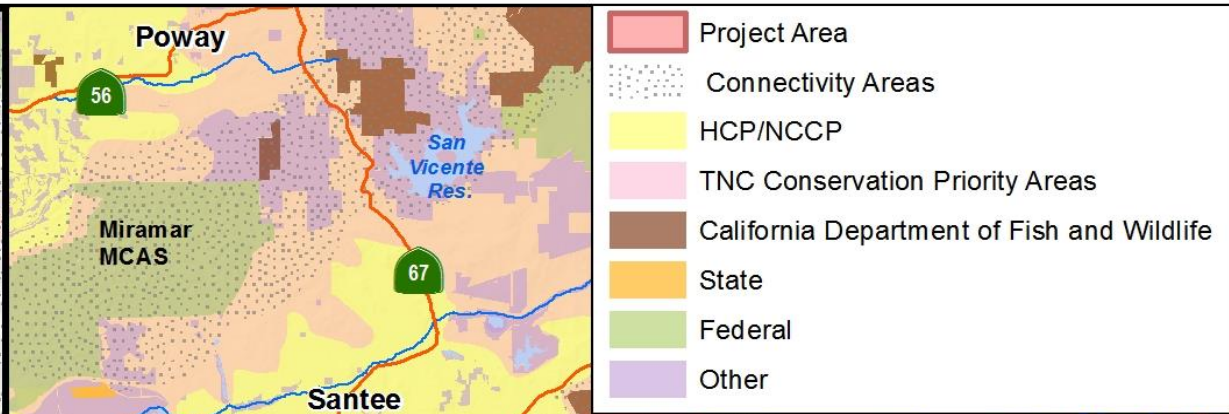 Poway
56
San
Vicente
Res.
Miramar
MCAS
67
Santee
Project Area
Connectivity Areas
HCP/NCCP
TNC Conservation Priority Areas
California Department of Fish and Wildlife
State
Federal
Other